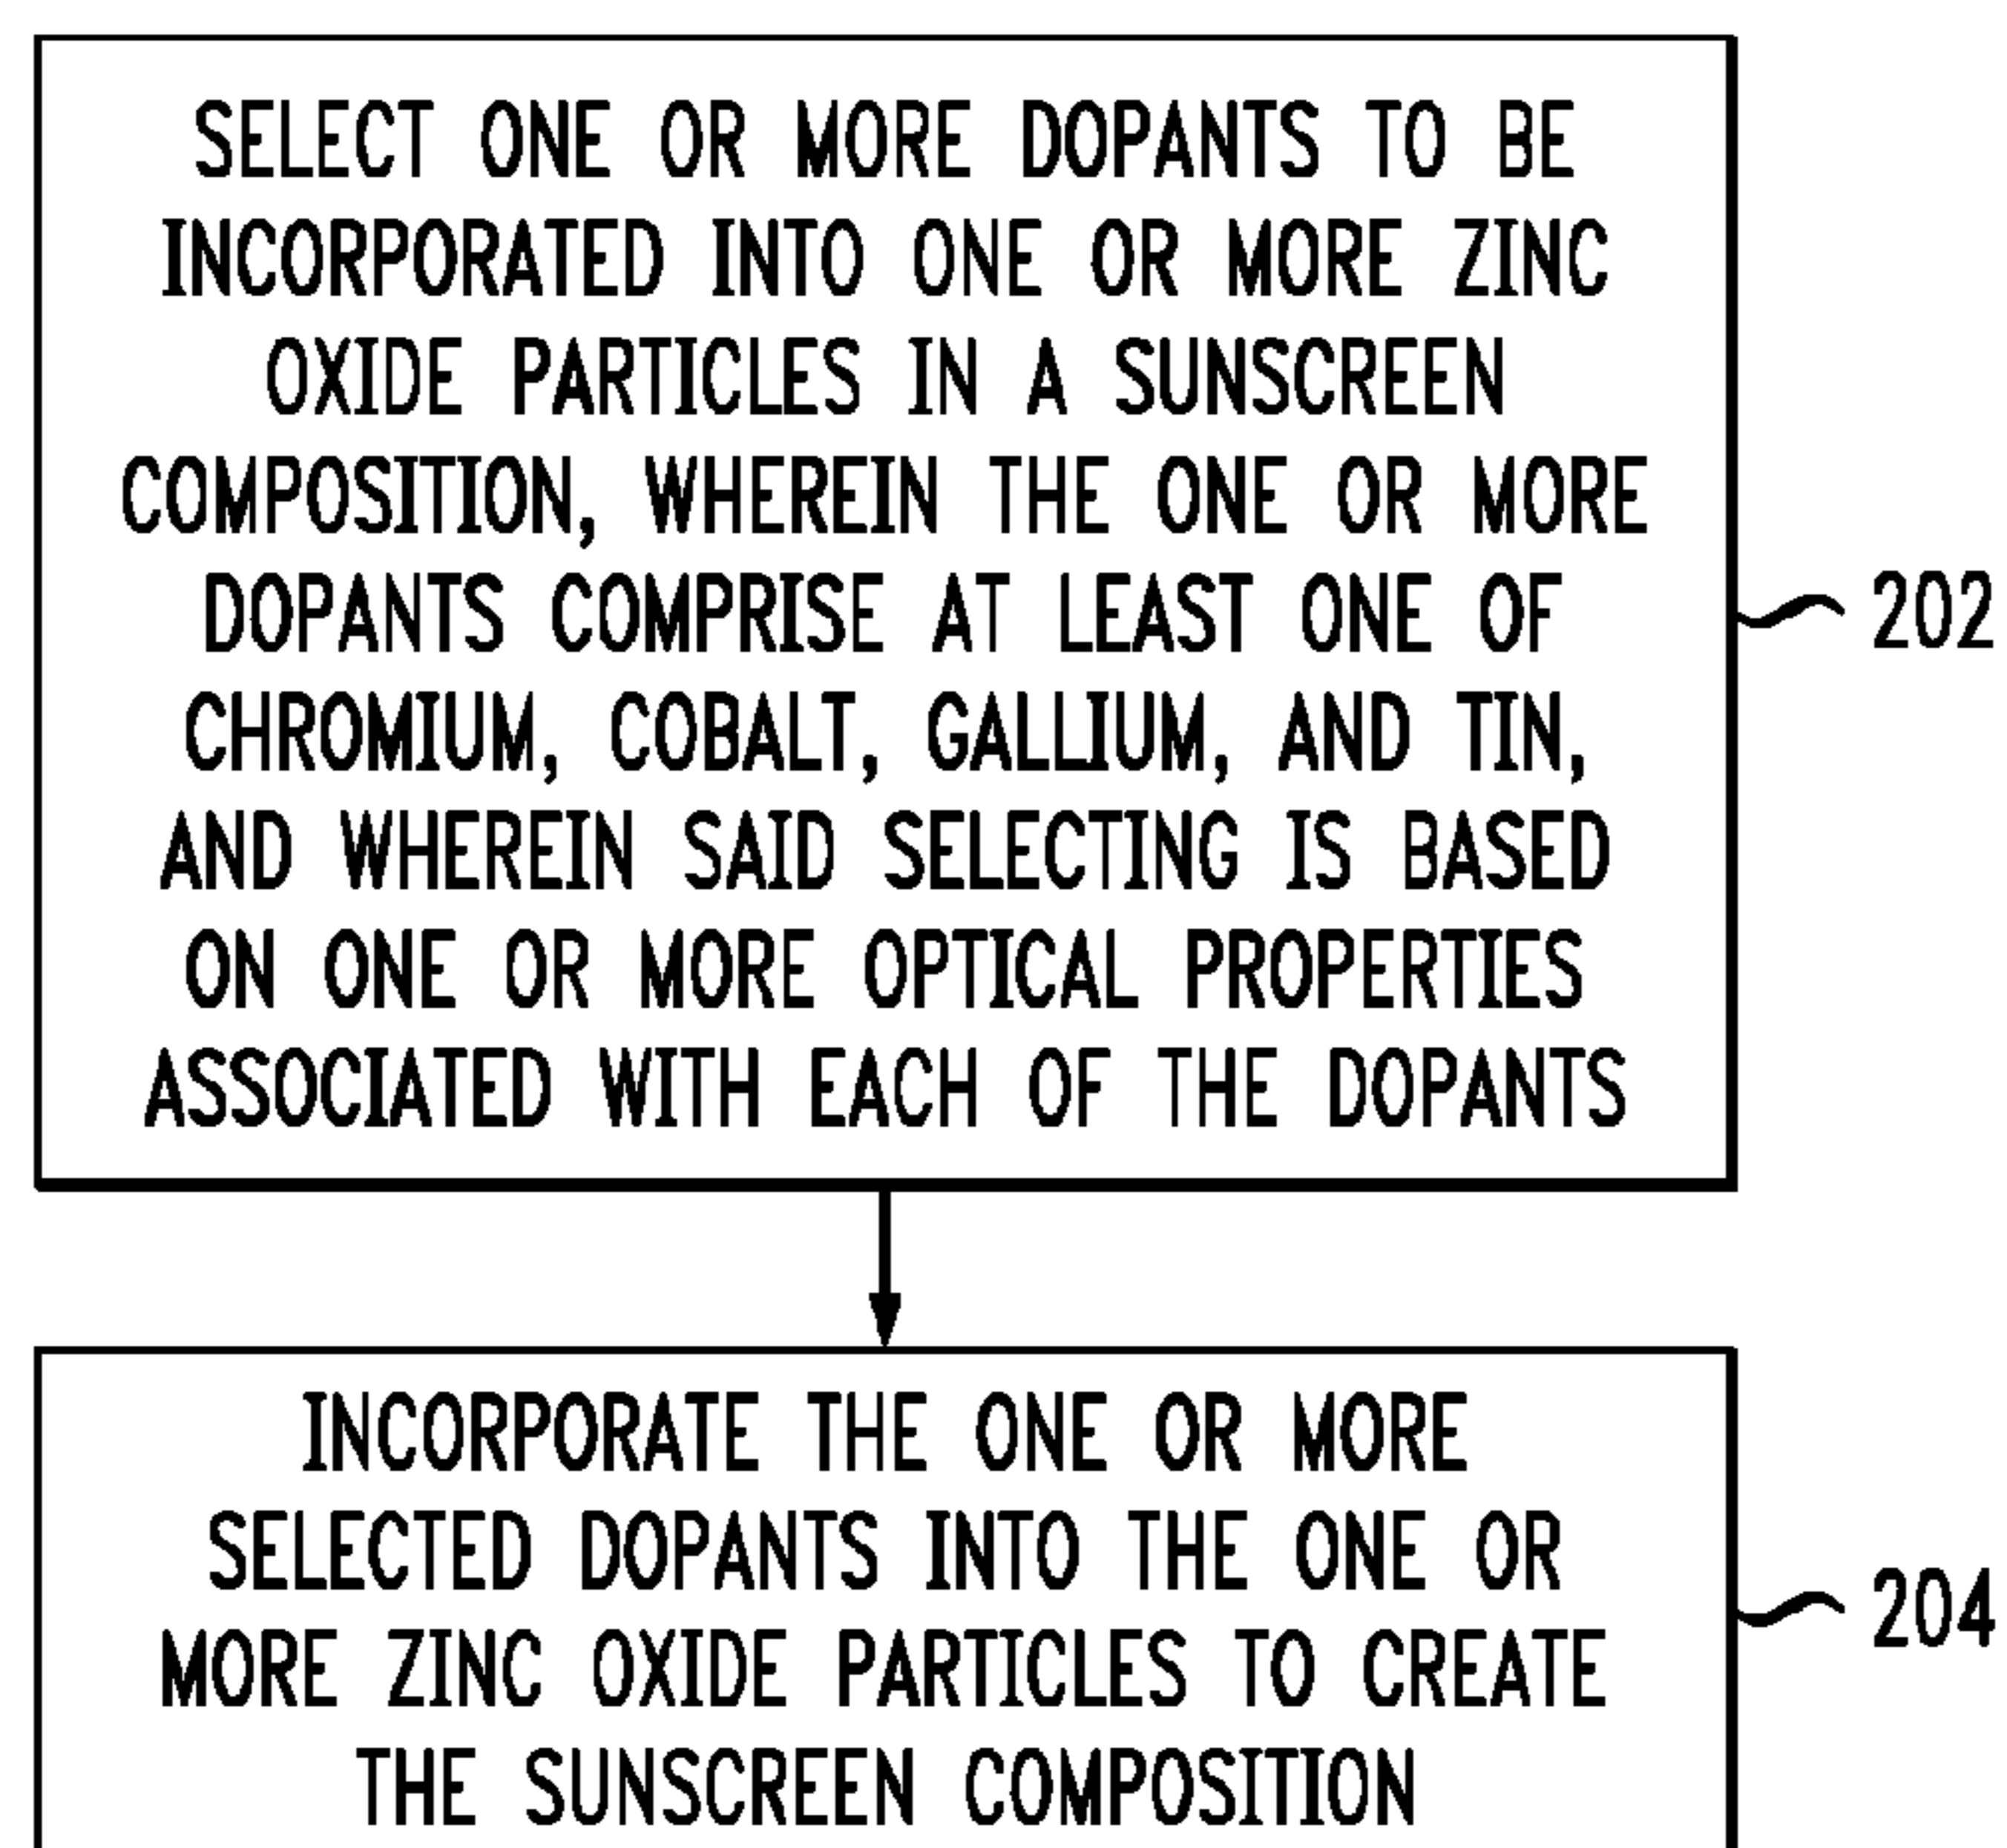 SELECT ONE OR MORE DOPANTS TO BE
INCORPORATED INTO ONE OR MORE ZINC
OXIDE PARTICLES IN A SUNSCREEN
COMPOSITION, WHEREIN THE ONE OR MORE
DOPANTS COMPRISE AT LEAST ONE OF
CHROMIUM, COBALT, GALLIUM, AND TIN,
AND WHEREIN SAID SELECTING IS BASED
ON ONE OR MORE OPTICAL PROPERTIES
ASSOCIATED WITH EACH OF THE DOPANTS
202
INCORPORATE THE ONE OR MORE
SELECTED DOPANTS INTO THE ONE OR
MORE ZINC OXIDE PARTICLES TO CREATE
THE SUNSCREEN COMPOSITION
204